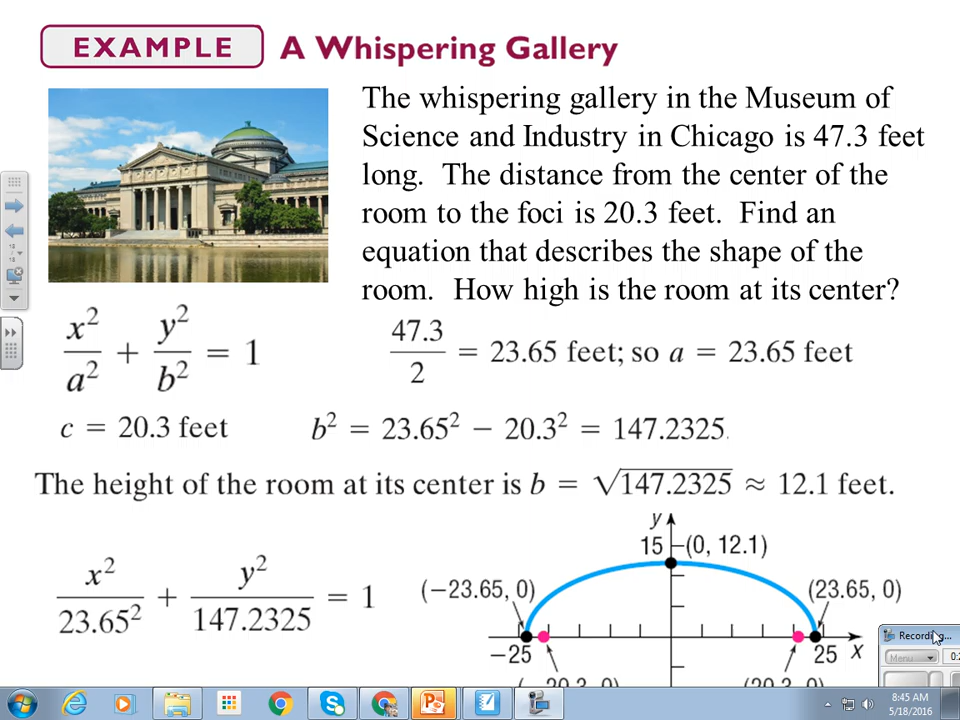 EXAMPLE A Whispering Gallery
The whispering gallery in the Museum of
Science and Industry in Chicago is 47.3 feet
long. The distance from the center of the
room to the foci is 20.3 feet. Find an
equation that describes the shape of the
room. How high is the room at its center?
x²/a² + y²/b² = 1
47.3/2 = 23.65 feet; so a = 23.65 feet
c = 20.3 feet
b² = 23.65² − 20.3² = 147.2325
The height of the room at its center is b = √147.2325 ≈ 12.1 feet.
x²/23.65² + y²/147.2325 = 1
y
15
(0, 12.1)
(−23.65, 0)
(23.65, 0)
−25
25
x
Recording...
Menu
8:45 AM
5/18/2016